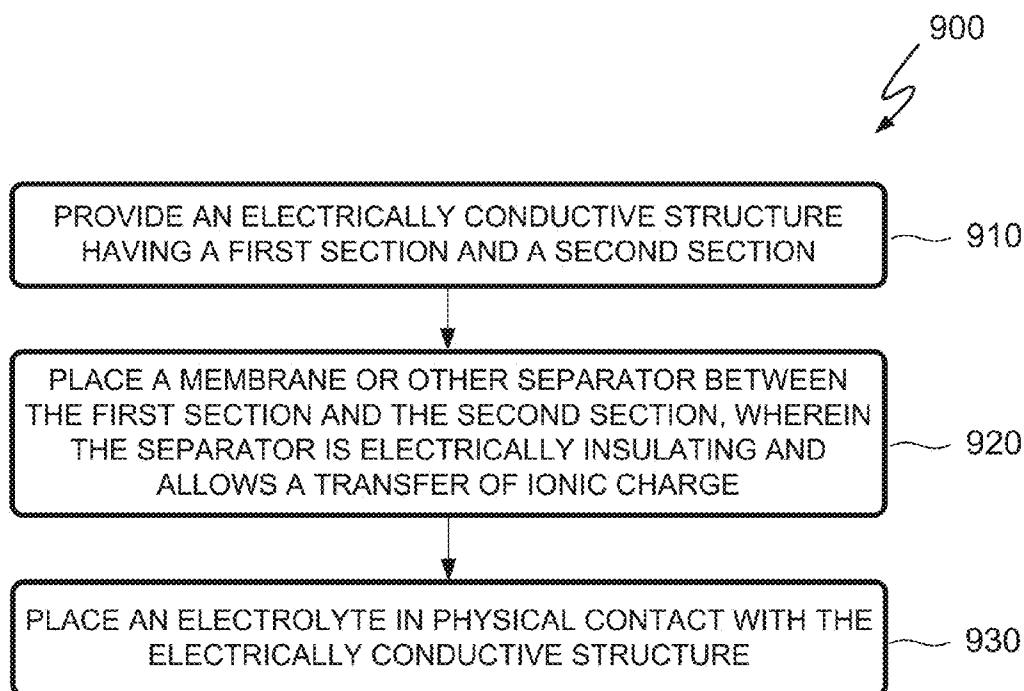 900
PROVIDE AN ELECTRICALLY CONDUCTIVE STRUCTURE
HAVING A FIRST SECTION AND A SECOND SECTION
910
PLACE A MEMBRANE OR OTHER SEPARATOR BETWEEN
THE FIRST SECTION AND THE SECOND SECTION, WHEREIN
THE SEPARATOR IS ELECTRICALLY INSULATING AND
ALLOWS A TRANSFER OF IONIC CHARGE
920
PLACE AN ELECTROLYTE IN PHYSICAL CONTACT WITH THE
ELECTRICALLY CONDUCTIVE STRUCTURE
930